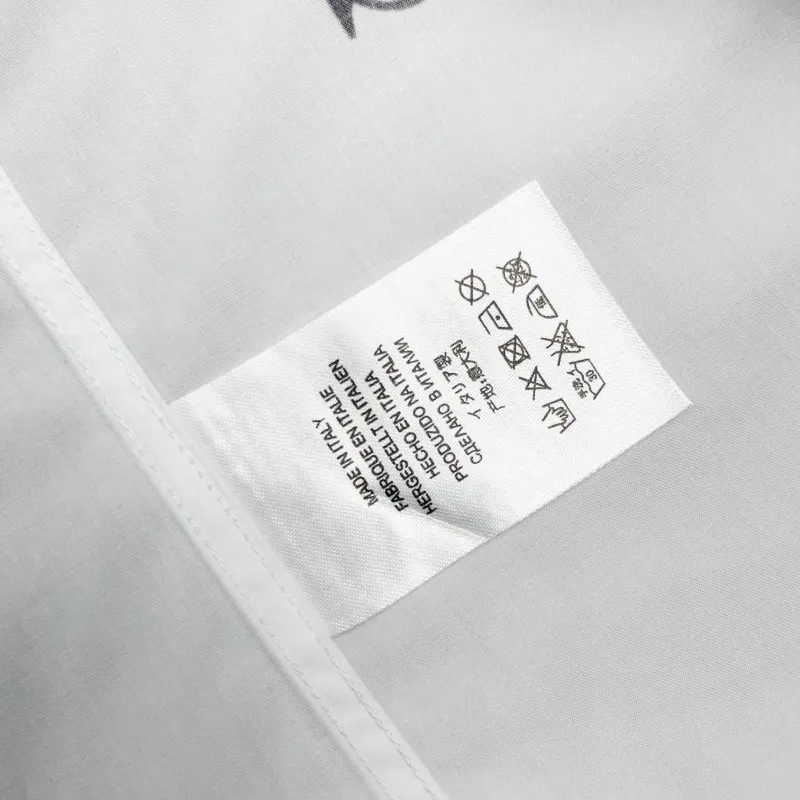 MADE IN ITALY
FABRIQUE EN ITALIE
HERGESTELLT IN ITALIEN
HECHO EN ITALIA
PRODUZIDO NA ITALIA
СДЕЛАНО В ИТАЛИИ
イタリア製
产地:意大利
30